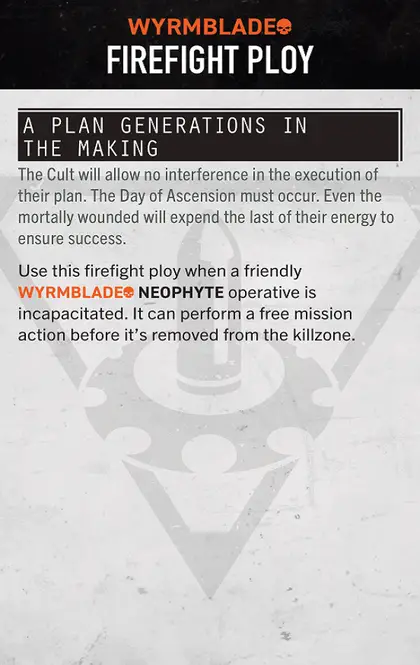 WYRMBLADE
FIREFIGHT PLOY
A PLAN GENERATIONS IN
THE MAKING
The Cult will allow no interference in the execution of
their plan. The Day of Ascension must occur. Even the
mortally wounded will expend the last of their energy to
ensure success.
Use this firefight ploy when a friendly
WYRMBLADE NEOPHYTE operative is
incapacitated. It can perform a free mission
action before it’s removed from the killzone.